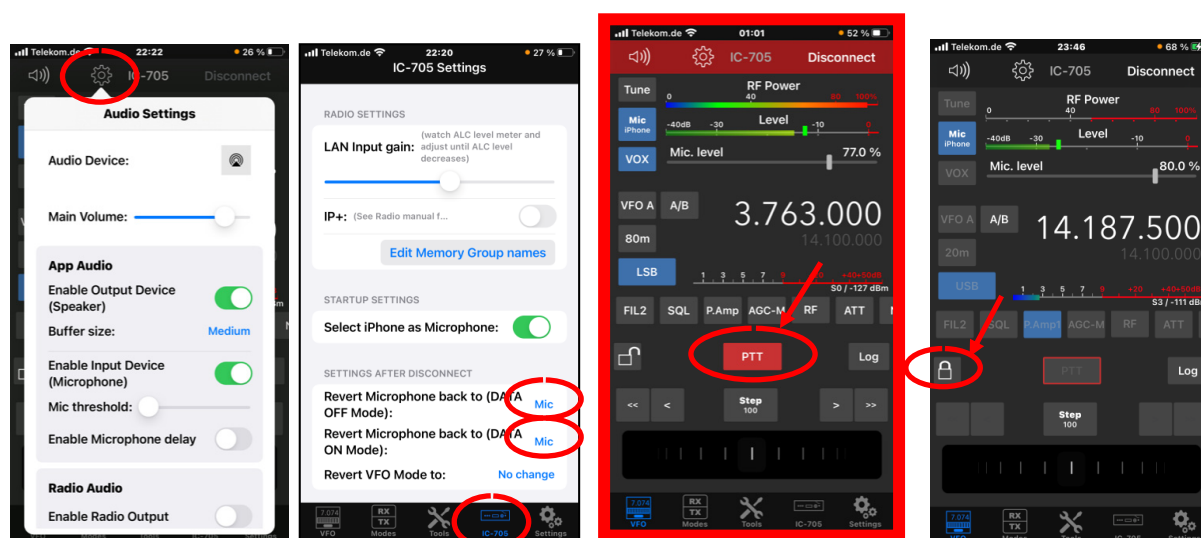 Telekom.de 22:22 26 %
IC-705 Disconnect
Audio Settings
Audio Device:
Main Volume:
App Audio
Enable Output Device
(Speaker)
Buffer size: Medium
Enable Input Device
(Microphone)
Mic threshold:
Enable Microphone delay
Radio Audio
Enable Radio Output
VFO Modes Tools IC-705 Settings
Telekom.de 22:20 27 %
IC-705 Settings
RADIO SETTINGS
(watch ALC level meter and
LAN Input gain: adjust until ALC level
decreases)
IP+: (See Radio manual f...
Edit Memory Group names
STARTUP SETTINGS
Select iPhone as Microphone:
SETTINGS AFTER DISCONNECT
Revert Microphone back to (DATA
OFF Mode): Mic
Revert Microphone back to (DATA
ON Mode): Mic
Revert VFO Mode to: No change
7.074 RX TX
VFO Modes Tools IC-705 Settings
Telekom.de 01:01 52 %
IC-705 Disconnect
Tune RF Power
0 40 80 100%
Mic
iPhone
-40dB -30 Level -10 0
VOX Mic. level 77.0 %
VFO A A/B 3.763.000
80m 14.100.000
LSB 1 3 5 7 9 +40+60dB
S0 / -127 dBm
FIL2 SQL P.Amp AGC-M RF ATT
PTT Log
<< < Step > >>
100
7.074 RX TX
VFO Modes Tools IC-705 Settings
Telekom.de 23:46 68 %
IC-705 Disconnect
Tune RF Power
0 40 80 100%
Mic
iPhone
-40dB -30 Level -10 0
VOX Mic. level 80.0 %
VFO A A/B 14.187.500
20m 14.100.000
USB 1 3 5 7 9 +20 +40+60dB
S3 / -111 dB
FIL2 SQL P.Amp1 AGC-M RF ATT
PTT Log
Step
100
7.074 RX TX
VFO Modes Tools IC-705 Settings